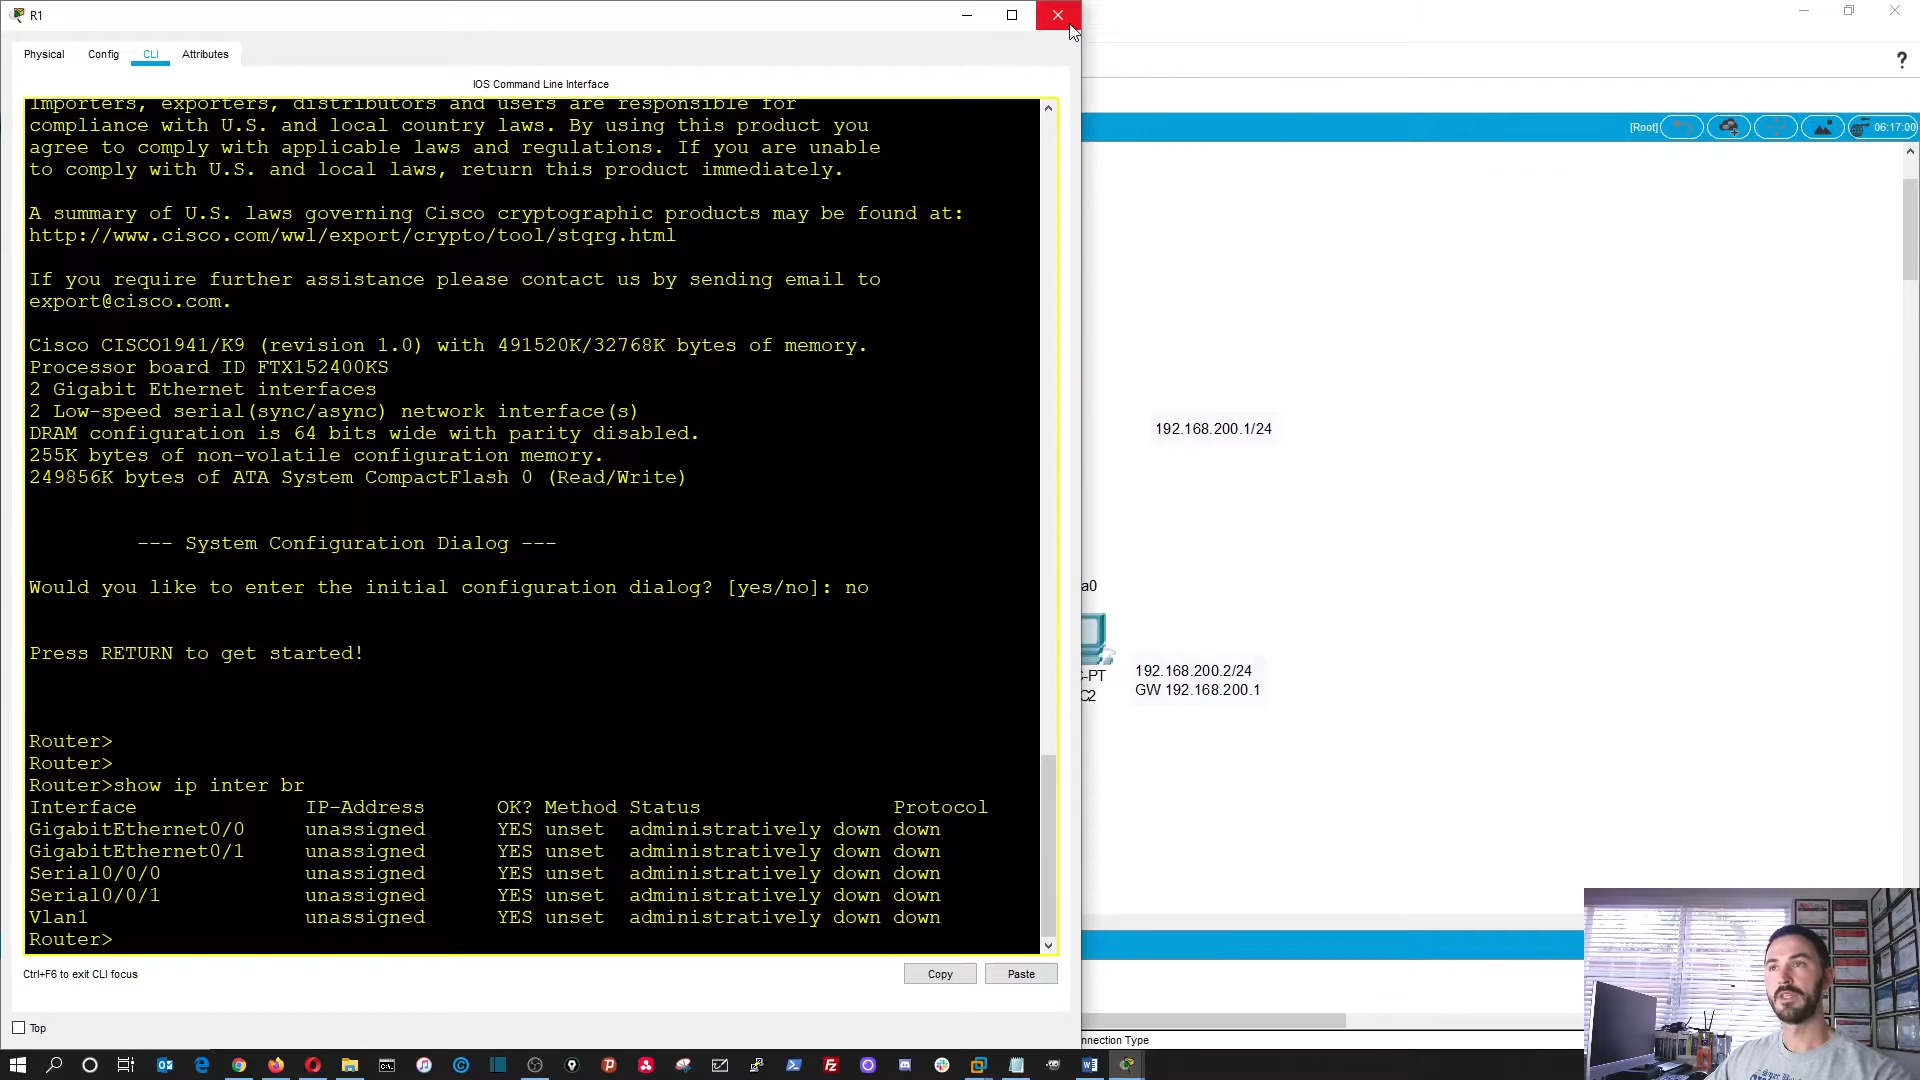 R1
Physical Config CLI Attributes
IOS Command Line Interface
Importers, exporters, distributors and users are responsible for
compliance with U.S. and local country laws. By using this product you
agree to comply with applicable laws and regulations. If you are unable
to comply with U.S. and local laws, return this product immediately.
A summary of U.S. laws governing Cisco cryptographic products may be found at:
http://www.cisco.com/wwl/export/crypto/tool/stqrg.html
If you require further assistance please contact us by sending email to
export@cisco.com.
Cisco CISCO1941/K9 (revision 1.0) with 491520K/32768K bytes of memory.
Processor board ID FTX152400KS
2 Gigabit Ethernet interfaces
2 Low-speed serial(sync/async) network interface(s)
DRAM configuration is 64 bits wide with parity disabled.
255K bytes of non-volatile configuration memory.
249856K bytes of ATA System CompactFlash 0 (Read/Write)
--- System Configuration Dialog ---
Would you like to enter the initial configuration dialog? [yes/no]: no
Press RETURN to get started!
Router>
Router>
Router>show ip inter br
Interface IP-Address OK? Method Status Protocol
GigabitEthernet0/0 unassigned YES unset administratively down down
GigabitEthernet0/1 unassigned YES unset administratively down down
Serial0/0/0 unassigned YES unset administratively down down
Serial0/0/1 unassigned YES unset administratively down down
Vlan1 unassigned YES unset administratively down down
Router>
Ctrl+F6 to exit CLI focus
Copy Paste
Top
?
[Root] 06:17:00
192.168.200.1/24
a0
192.168.200.2/24
GW 192.168.200.1
-PT
C2
nnection Type